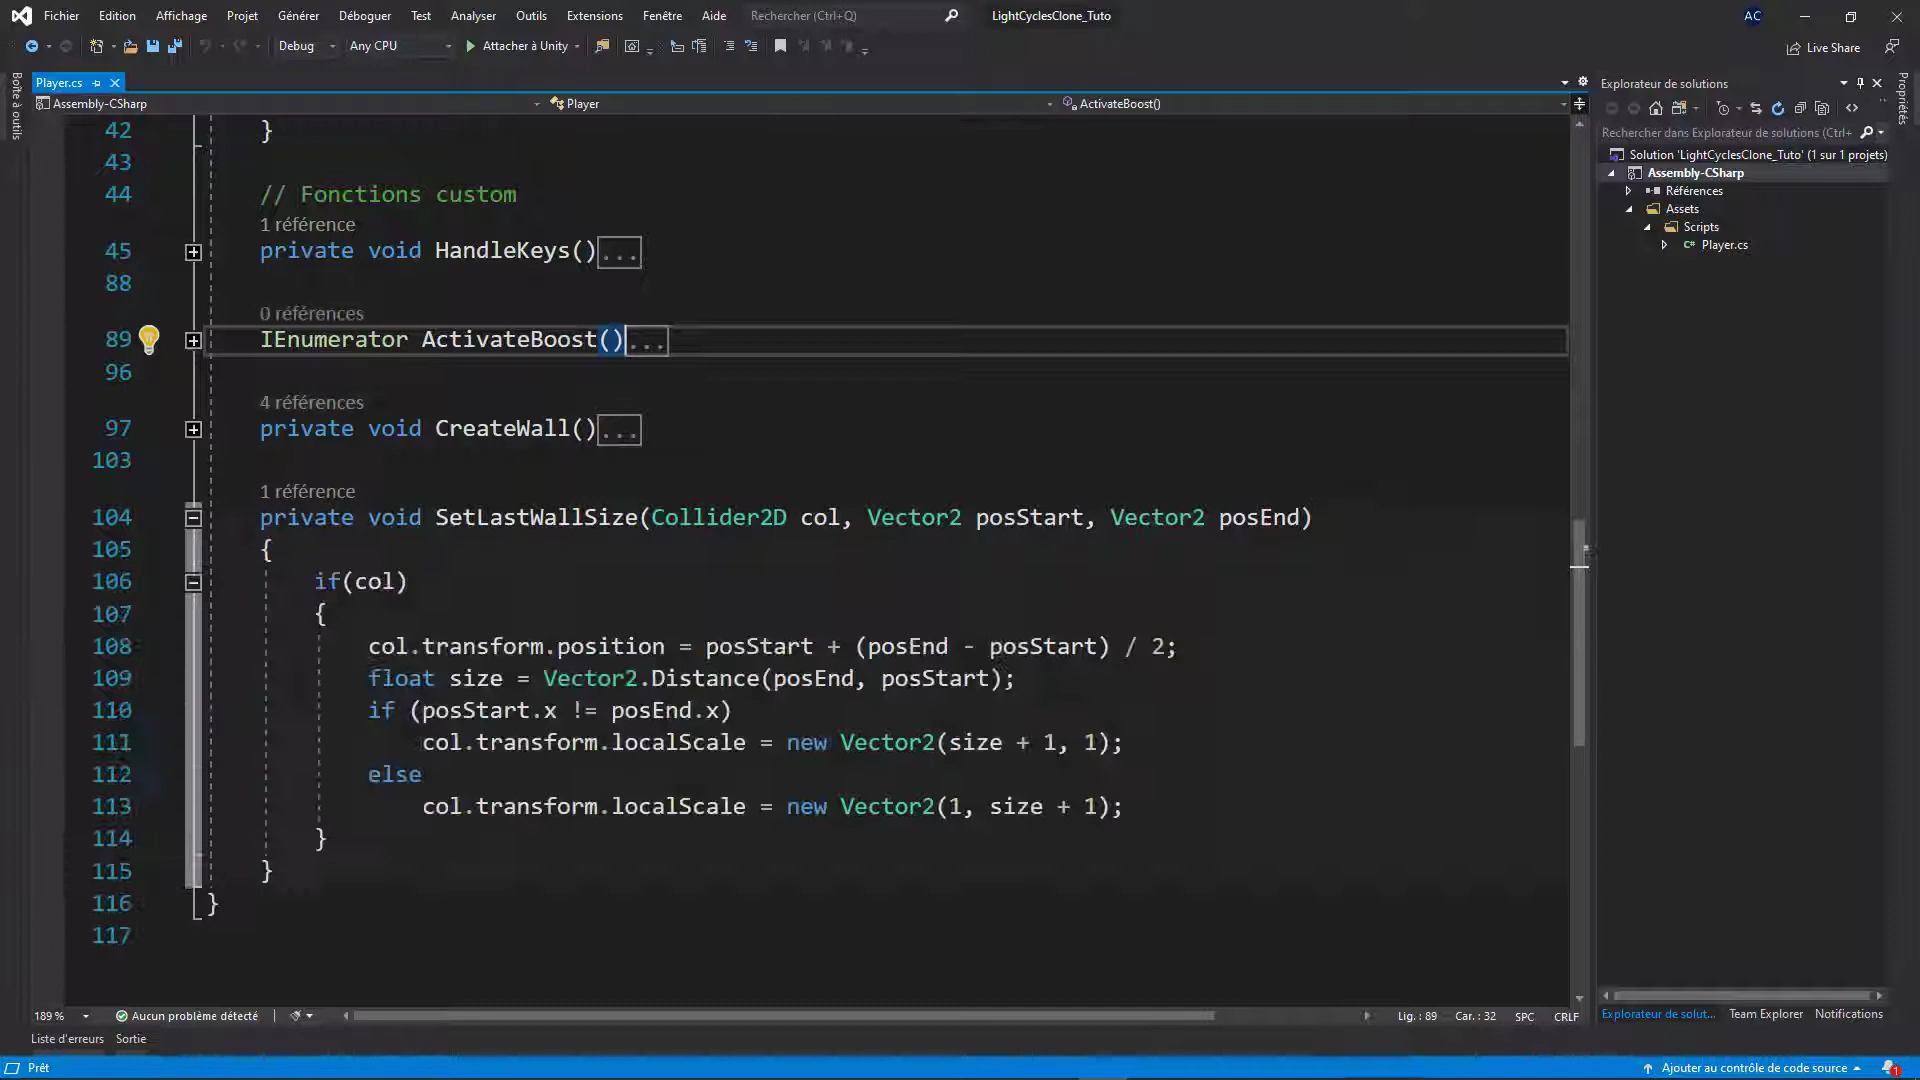 Fichier Edition Affichage Projet Générer Déboguer Test Analyser Outils Extensions Fenêtre Aide Rechercher (Ctrl+Q) LightCyclesClone_Tuto AC
Debug Any CPU Attacher à Unity Live Share
Boîte à outils
Player.cs
Assembly-CSharp Player ActivateBoost()
42 }
43
44 // Fonctions custom
1 référence
45 private void HandleKeys()...
88
0 références
89 IEnumerator ActivateBoost()...
96
4 références
97 private void CreateWall()...
103
1 référence
104 private void SetLastWallSize(Collider2D col, Vector2 posStart, Vector2 posEnd)
105 {
106 if(col)
107 {
108 col.transform.position = posStart + (posEnd - posStart) / 2;
109 float size = Vector2.Distance(posEnd, posStart);
110 if (posStart.x != posEnd.x)
111 col.transform.localScale = new Vector2(size + 1, 1);
112 else
113 col.transform.localScale = new Vector2(1, size + 1);
114 }
115 }
116 }
117
189 % Aucun problème détecté Lig. : 89 Car. : 32 SPC CRLF
Liste d'erreurs Sortie
Explorateur de solutions
Rechercher dans Explorateur de solutions (Ctrl+
Solution 'LightCyclesClone_Tuto' (1 sur 1 projets)
Assembly-CSharp
Références
Assets
Scripts
C# Player.cs
Explorateur de solut... Team Explorer Notifications
Propriétés
Prêt Ajouter au contrôle de code source 1